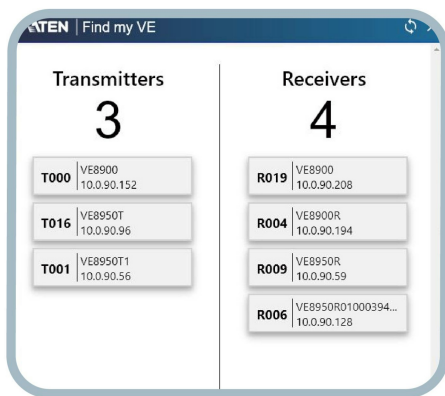 ATEN Find my VE
Transmitters
3
T000 VE8900
10.0.90.152
T016 VE8950T
10.0.90.96
T001 VE8950T1
10.0.90.56
Receivers
4
R019 VE8900
10.0.90.208
R004 VE8900R
10.0.90.194
R009 VE8950R
10.0.90.59
R006 VE8950R01000394...
10.0.90.128